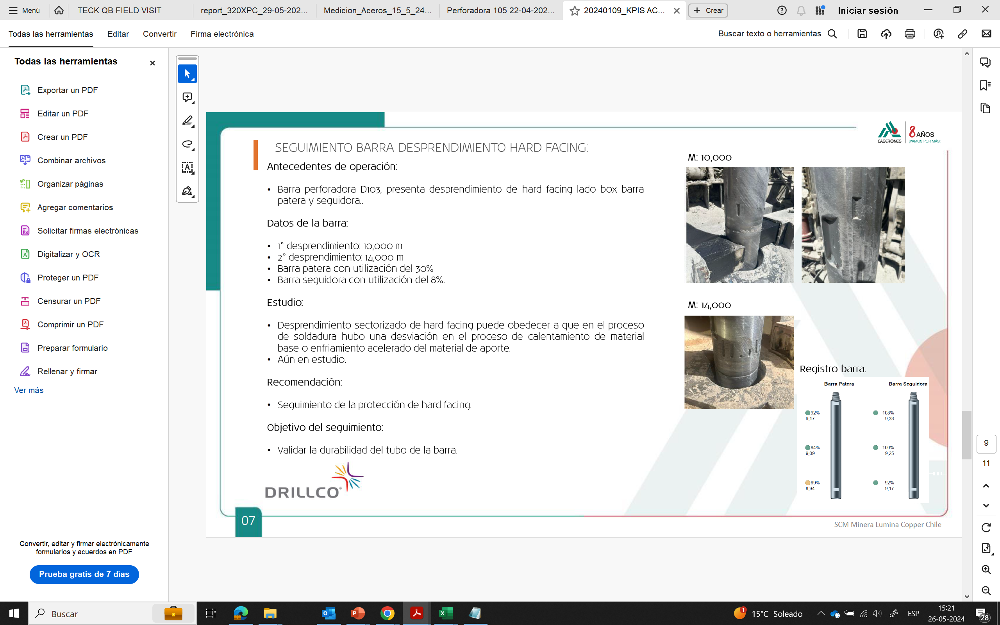 Menú
TECK QB FIELD VISIT
report_320XPC_29-05-202...
Medicion_Aceros_15_5_24...
Perforadora 105 22-04-202...
20240109_KPIS AC...
Crear
Iniciar sesión
Todas las herramientas
Editar
Convertir
Firma electrónica
Buscar texto o herramientas
Todas las herramientas
Exportar un PDF
Editar un PDF
Crear un PDF
Combinar archivos
Organizar páginas
Agregar comentarios
Solicitar firmas electrónicas
Digitalizar y OCR
Proteger un PDF
Censurar un PDF
Comprimir un PDF
Preparar formulario
Rellenar y firmar
Ver más
Convertir, editar y firmar electrónicamente
formularios y acuerdos en PDF
Prueba gratis de 7 días
CASERONES
8 AÑOS
¡VAMOS POR MÁS!
SEGUIMIENTO BARRA DESPRENDIMIENTO HARD FACING:
Antecedentes de operación:
• Barra perforadora D103, presenta desprendimiento de hard facing lado box barra
patera y seguidora..
Datos de la barra:
• 1° desprendimiento: 10,000 m
• 2° desprendimiento: 14,000 m
• Barra patera con utilización del 30%
• Barra seguidora con utilización del 8%.
Estudio:
• Desprendimiento sectorizado de hard facing puede obedecer a que en el proceso
de soldadura hubo una desviación en el proceso de calentamiento de material
base o enfriamiento acelerado del material de aporte.
• Aún en estudio.
Recomendación:
• Seguimiento de la protección de hard facing.
Objetivo del seguimiento:
• Validar la durabilidad del tubo de la barra.
DRILLCO®
07
M: 10,000
M: 14,000
Registro barra.
Barra Patera
Barra Seguidora
92%
9,17
108%
9,33
84%
9,09
100%
9,25
69%
8,94
92%
9,17
SCM Minera Lumina Copper Chile
9
11
Buscar
1
15°C Soleado
ESP
15:21
26-05-2024
28